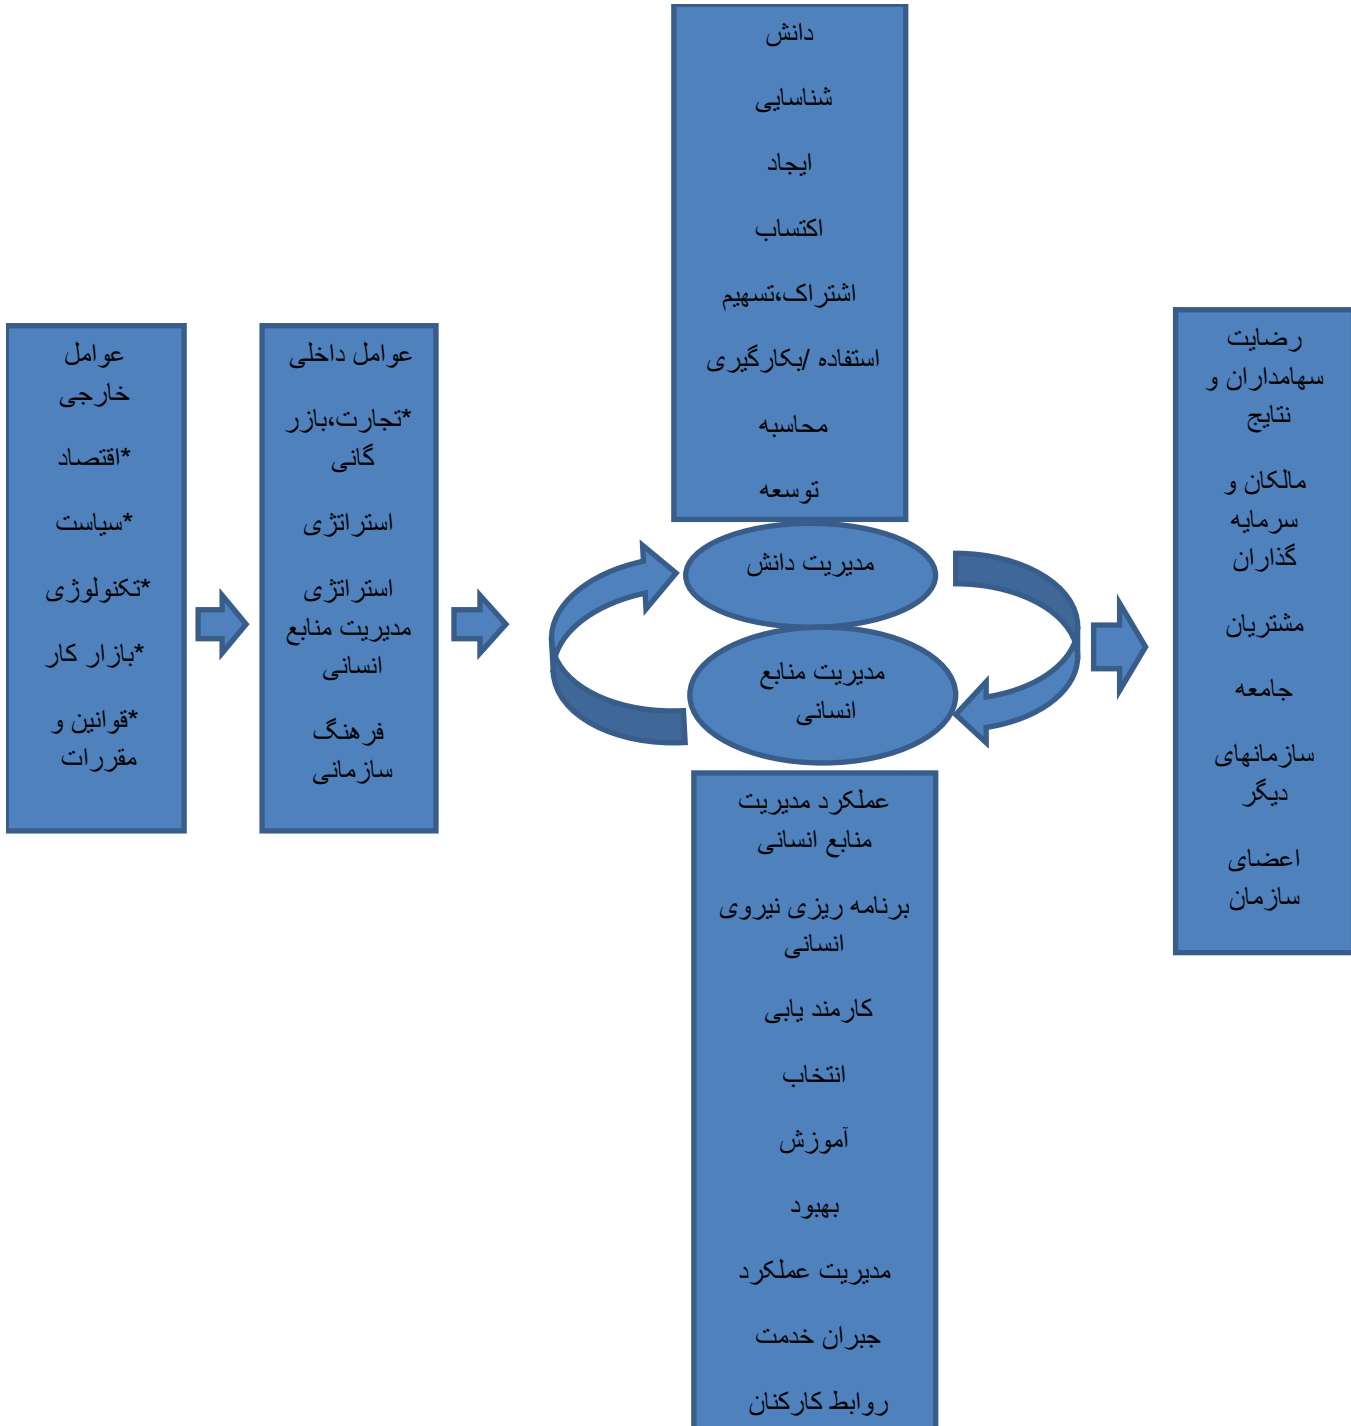 دانش
شناسایی
ایجاد
اکتساب
اشتراک،تسهیم
استفاده /بکارگیری
محاسبه
توسعه
عوامل
خارجی
*اقتصاد
*سیاست
*تکنولوژی
*بازار کار
*قوانین و
مقررات
عوامل داخلی
*تجارت،بازر
گانی
استراتژی
استراتژی
مدیریت منابع
انسانی
فرهنگ
سازمانی
مدیریت دانش
مدیریت منابع
انسانی
رضایت
سهامداران و
نتایج
مالکان و
سرمایه
گذاران
مشتریان
جامعه
سازمانهای
دیگر
اعضای
سازمان
عملکرد مدیریت
منابع انسانی
برنامه ریزی نیروی
انسانی
کارمند یابی
انتخاب
آموزش
بهبود
مدیریت عملکرد
جبران خدمت
روابط کارکنان